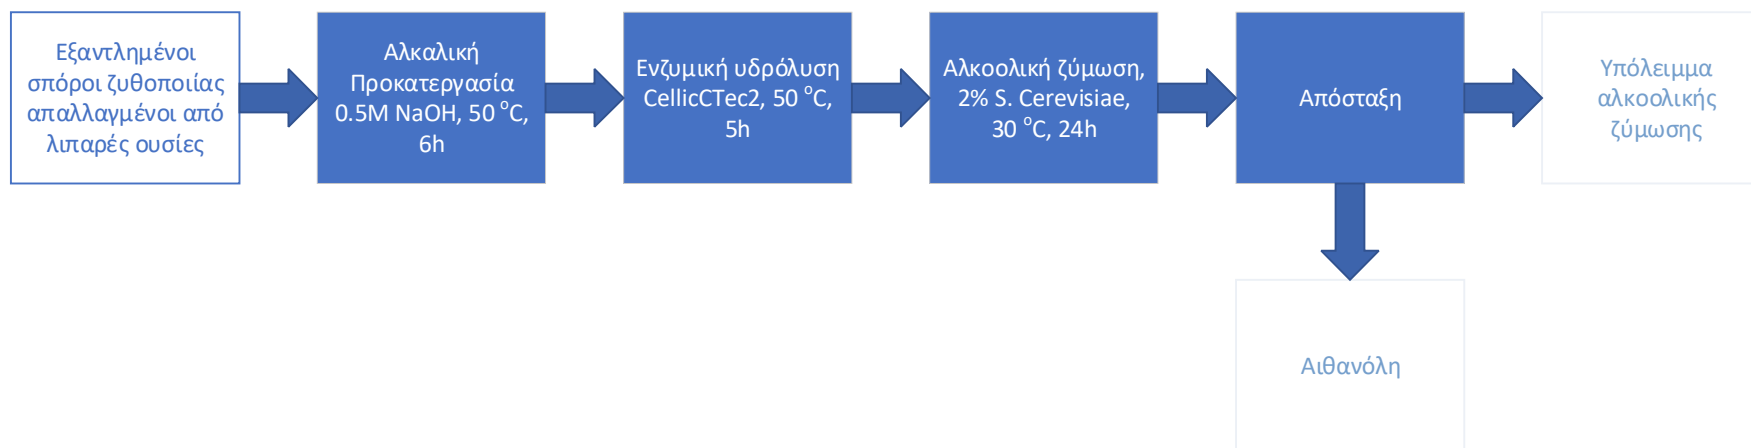 Εξαντλημένοι
σπόροι ζυθοποιίας
απαλλαγμένοι από
λιπαρές ουσίες
Αλκαλική
Προκατεργασία
0.5M NaOH, 50 °C,
6h
Ενζυμική υδρόλυση
CellicCTec2, 50 °C,
5h
Αλκοολική ζύμωση,
2% S. Cerevisiae,
30 °C, 24h
Απόσταξη
Υπόλειμμα
αλκοολικής
ζύμωσης
Αιθανόλη